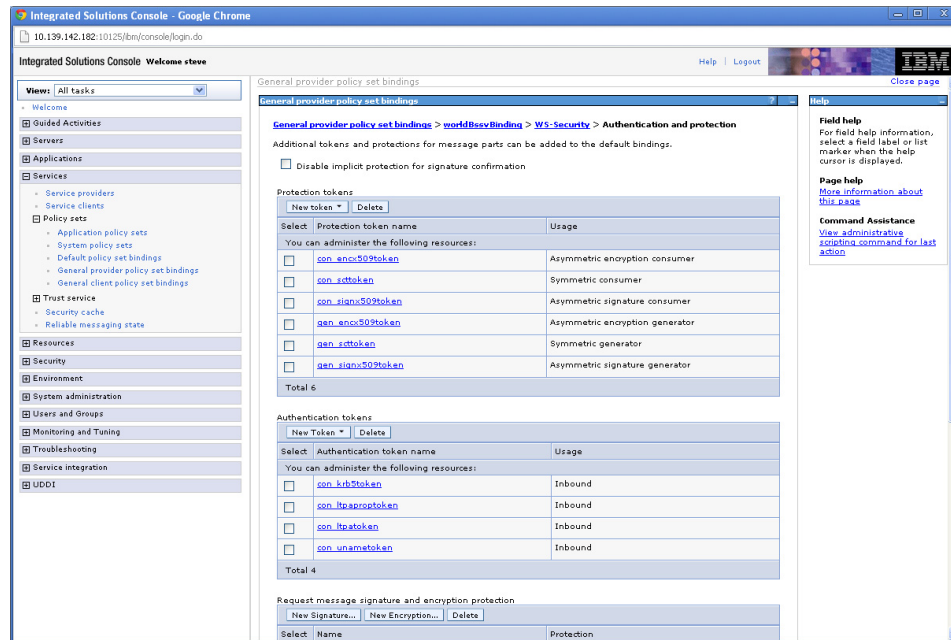 Integrated Solutions Console - Google Chrome
10.139.142.182:10125/ibm/console/login.do
Integrated Solutions Console Welcome steve
Help | Logout
IBM
View: All tasks
Welcome
Guided Activities
Servers
Applications
Services
Service providers
Service clients
Policy sets
Application policy sets
System policy sets
Default policy set bindings
General provider policy set bindings
General client policy set bindings
Trust service
Security cache
Reliable messaging state
Resources
Security
Environment
System administration
Users and Groups
Monitoring and Tuning
Troubleshooting
Service integration
UDDI
General provider policy set bindings
Close page
General provider policy set bindings ? -
General provider policy set bindings > worldBssvBinding > WS-Security > Authentication and protection
Additional tokens and protections for message parts can be added to the default bindings.
Disable implicit protection for signature confirmation
Protection tokens
New token Delete
Select Protection token name Usage
You can administer the following resources:
con_encx509token Asymmetric encryption consumer
con_scttoken Symmetric consumer
con_signx509token Asymmetric signature consumer
gen_encx509token Asymmetric encryption generator
gen_scttoken Symmetric generator
gen_signx509token Asymmetric signature generator
Total 6
Authentication tokens
New Token Delete
Select Authentication token name Usage
You can administer the following resources:
con_krb5token Inbound
con_ltpaproptoken Inbound
con_ltpatoken Inbound
con_unametoken Inbound
Total 4
Request message signature and encryption protection
New Signature... New Encryption... Delete
Select Name Protection
Help -
Field help
For field help information,
select a field label or list
marker when the help
cursor is displayed.
Page help
More information about
this page
Command Assistance
View administrative
scripting command for last
action